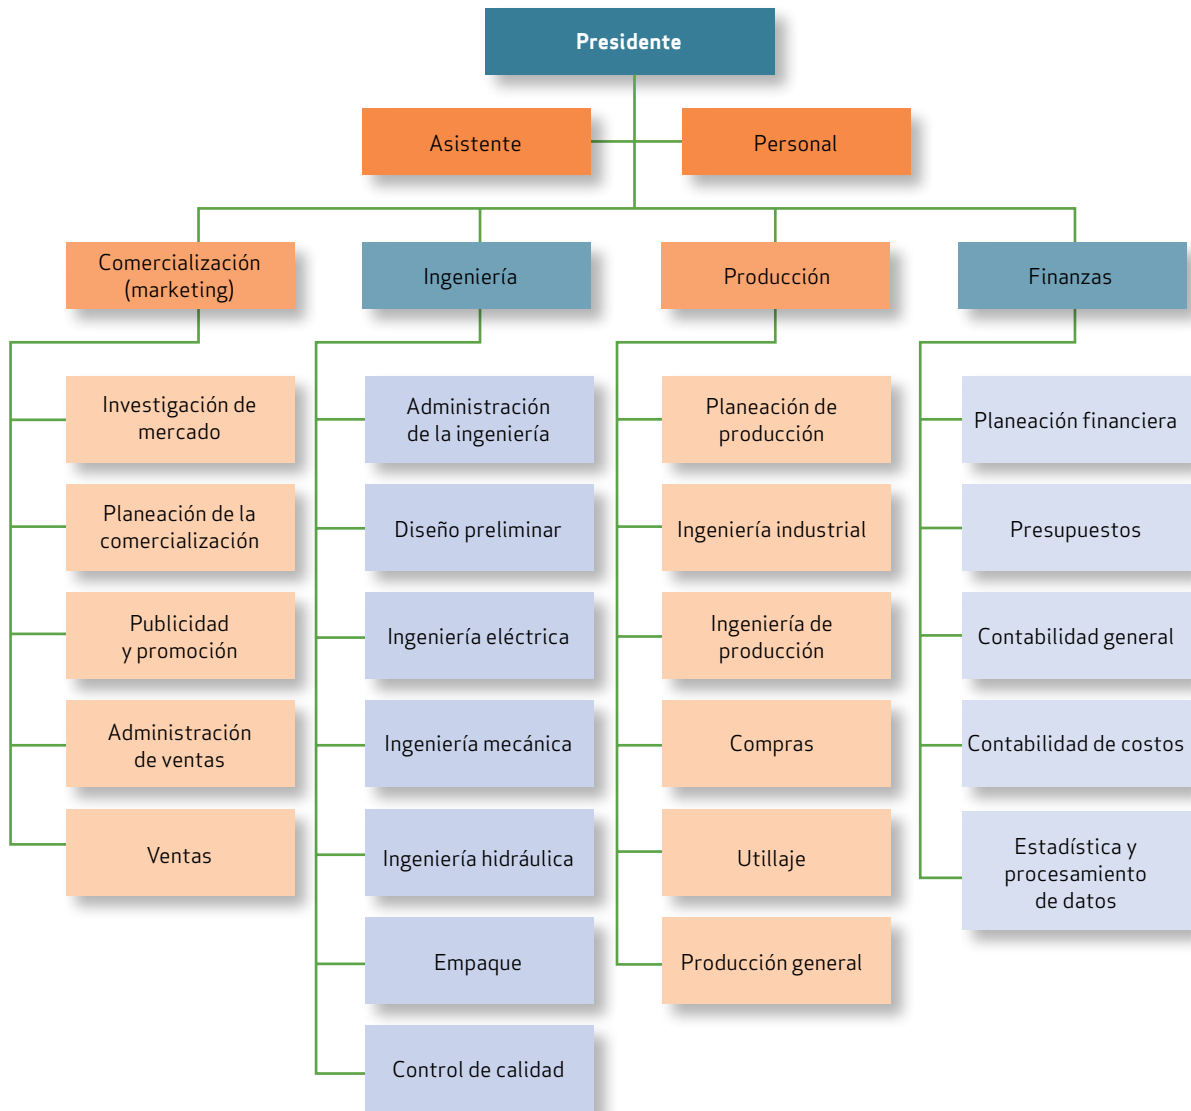 Presidente
Asistente
Personal
Comercialización
(marketing)
Ingeniería
Producción
Finanzas
Investigación de
mercado
Planeación de la
comercialización
Publicidad
y promoción
Administración
de ventas
Ventas
Administración
de la ingeniería
Diseño preliminar
Ingeniería eléctrica
Ingeniería mecánica
Ingeniería hidráulica
Empaque
Control de calidad
Planeación de
producción
Ingeniería industrial
Ingeniería de
producción
Compras
Utillaje
Producción general
Planeación financiera
Presupuestos
Contabilidad general
Contabilidad de costos
Estadística y
procesamiento
de datos